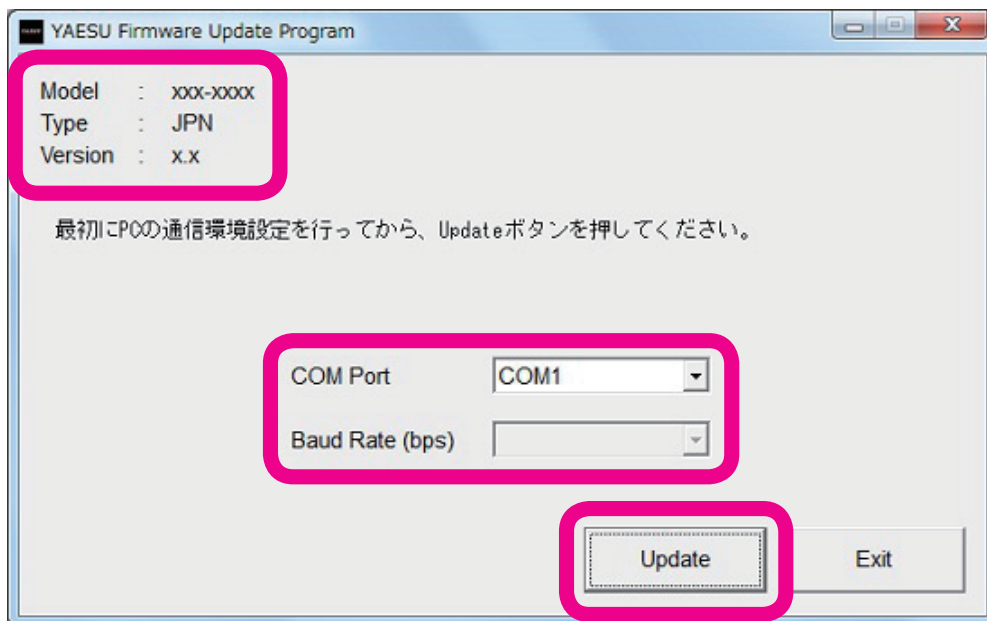 YAESU Firmware Update Program
Model : xxx-xxxx
Type : JPN
Version : x.x
最初にPCの通信環境設定を行ってから、Updateボタンを押してください。
COM Port COM1
Baud Rate (bps)
Update Exit